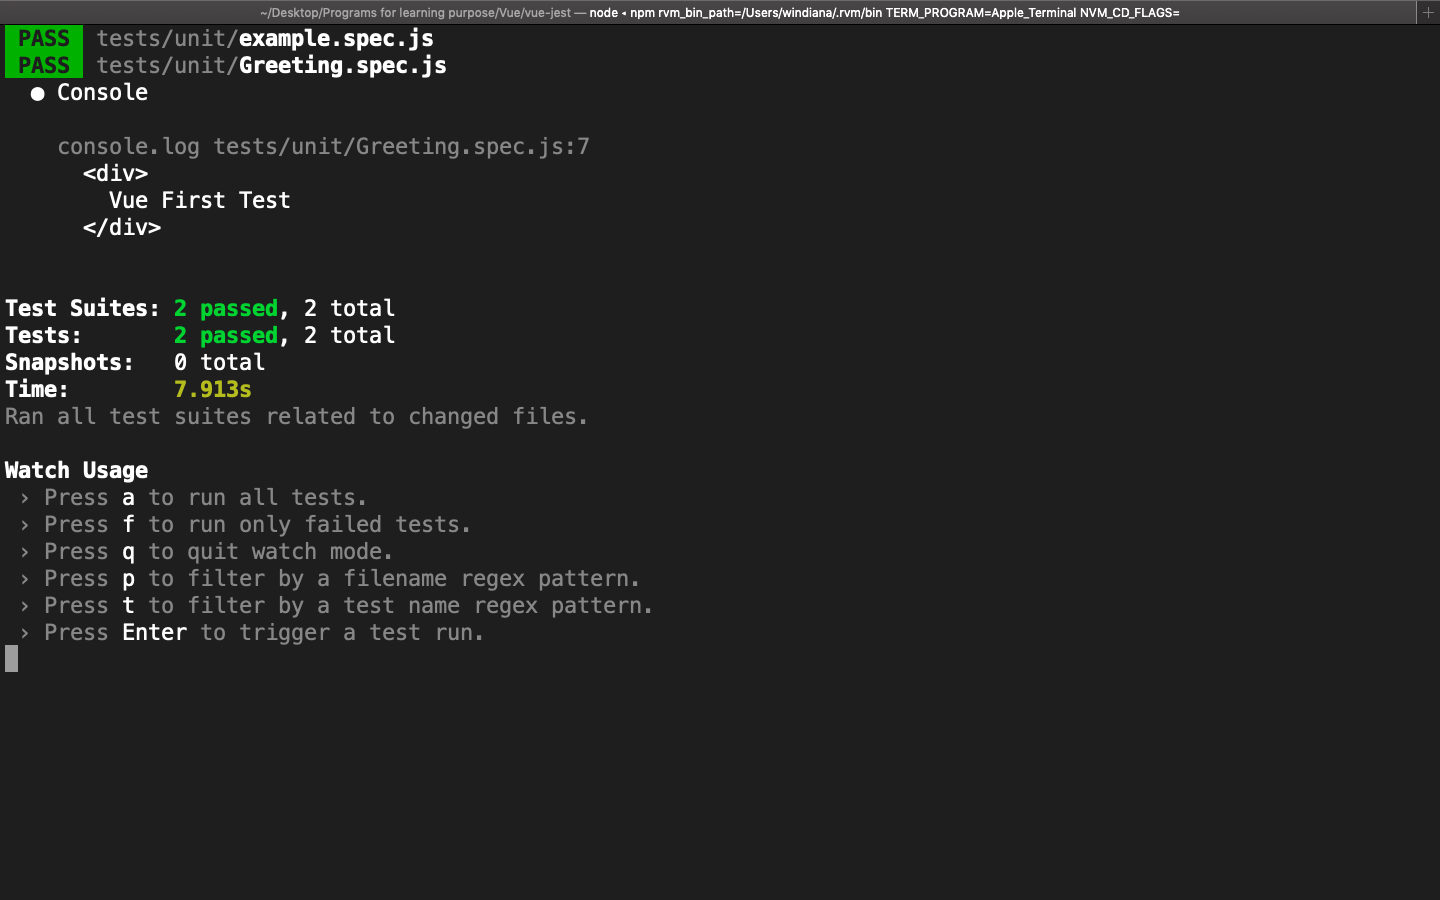 ~/Desktop/Programs for learning purpose/Vue/vue-jest — node ◂ npm rvm_bin_path=/Users/windiana/.rvm/bin TERM_PROGRAM=Apple_Terminal NVM_CD_FLAGS=
PASS tests/unit/example.spec.js
PASS tests/unit/Greeting.spec.js
● Console
console.log tests/unit/Greeting.spec.js:7
<div>
Vue First Test
</div>
Test Suites: 2 passed, 2 total
Tests: 2 passed, 2 total
Snapshots: 0 total
Time: 7.913s
Ran all test suites related to changed files.
Watch Usage
› Press a to run all tests.
› Press f to run only failed tests.
› Press q to quit watch mode.
› Press p to filter by a filename regex pattern.
› Press t to filter by a test name regex pattern.
› Press Enter to trigger a test run.